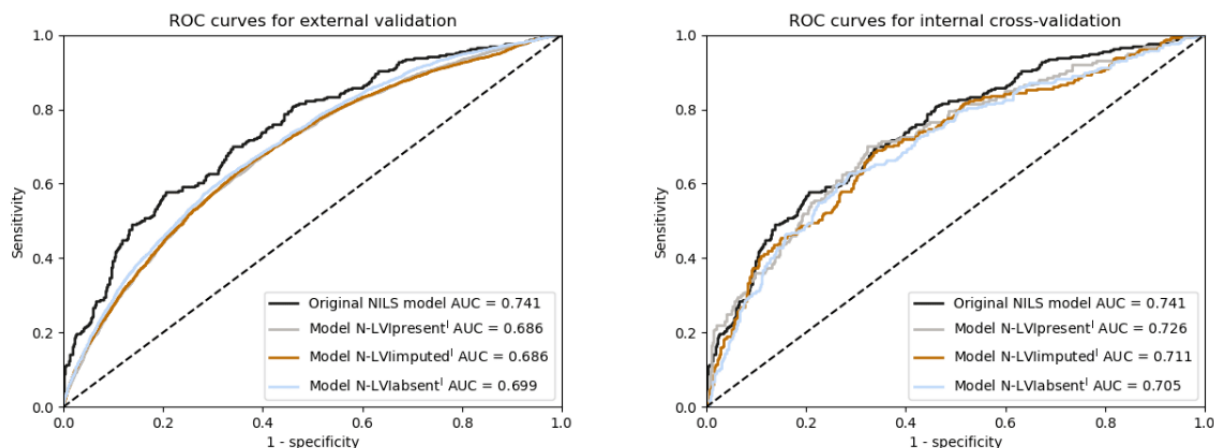 ROC curves for external validation
1.0
0.8
0.6
0.4
0.2
0.0
Sensitivity
Original NILS model AUC = 0.741
Model N-LVIpresentᴵ AUC = 0.686
Model N-LVIimputedᴵ AUC = 0.686
Model N-LVIabsentᴵ AUC = 0.699
0.0 0.2 0.4 0.6 0.8 1.0
1 - specificity
ROC curves for internal cross-validation
1.0
0.8
0.6
0.4
0.2
0.0
Sensitivity
Original NILS model AUC = 0.741
Model N-LVIpresentᴵ AUC = 0.726
Model N-LVIimputedᴵ AUC = 0.711
Model N-LVIabsentᴵ AUC = 0.705
0.0 0.2 0.4 0.6 0.8 1.0
1 - specificity